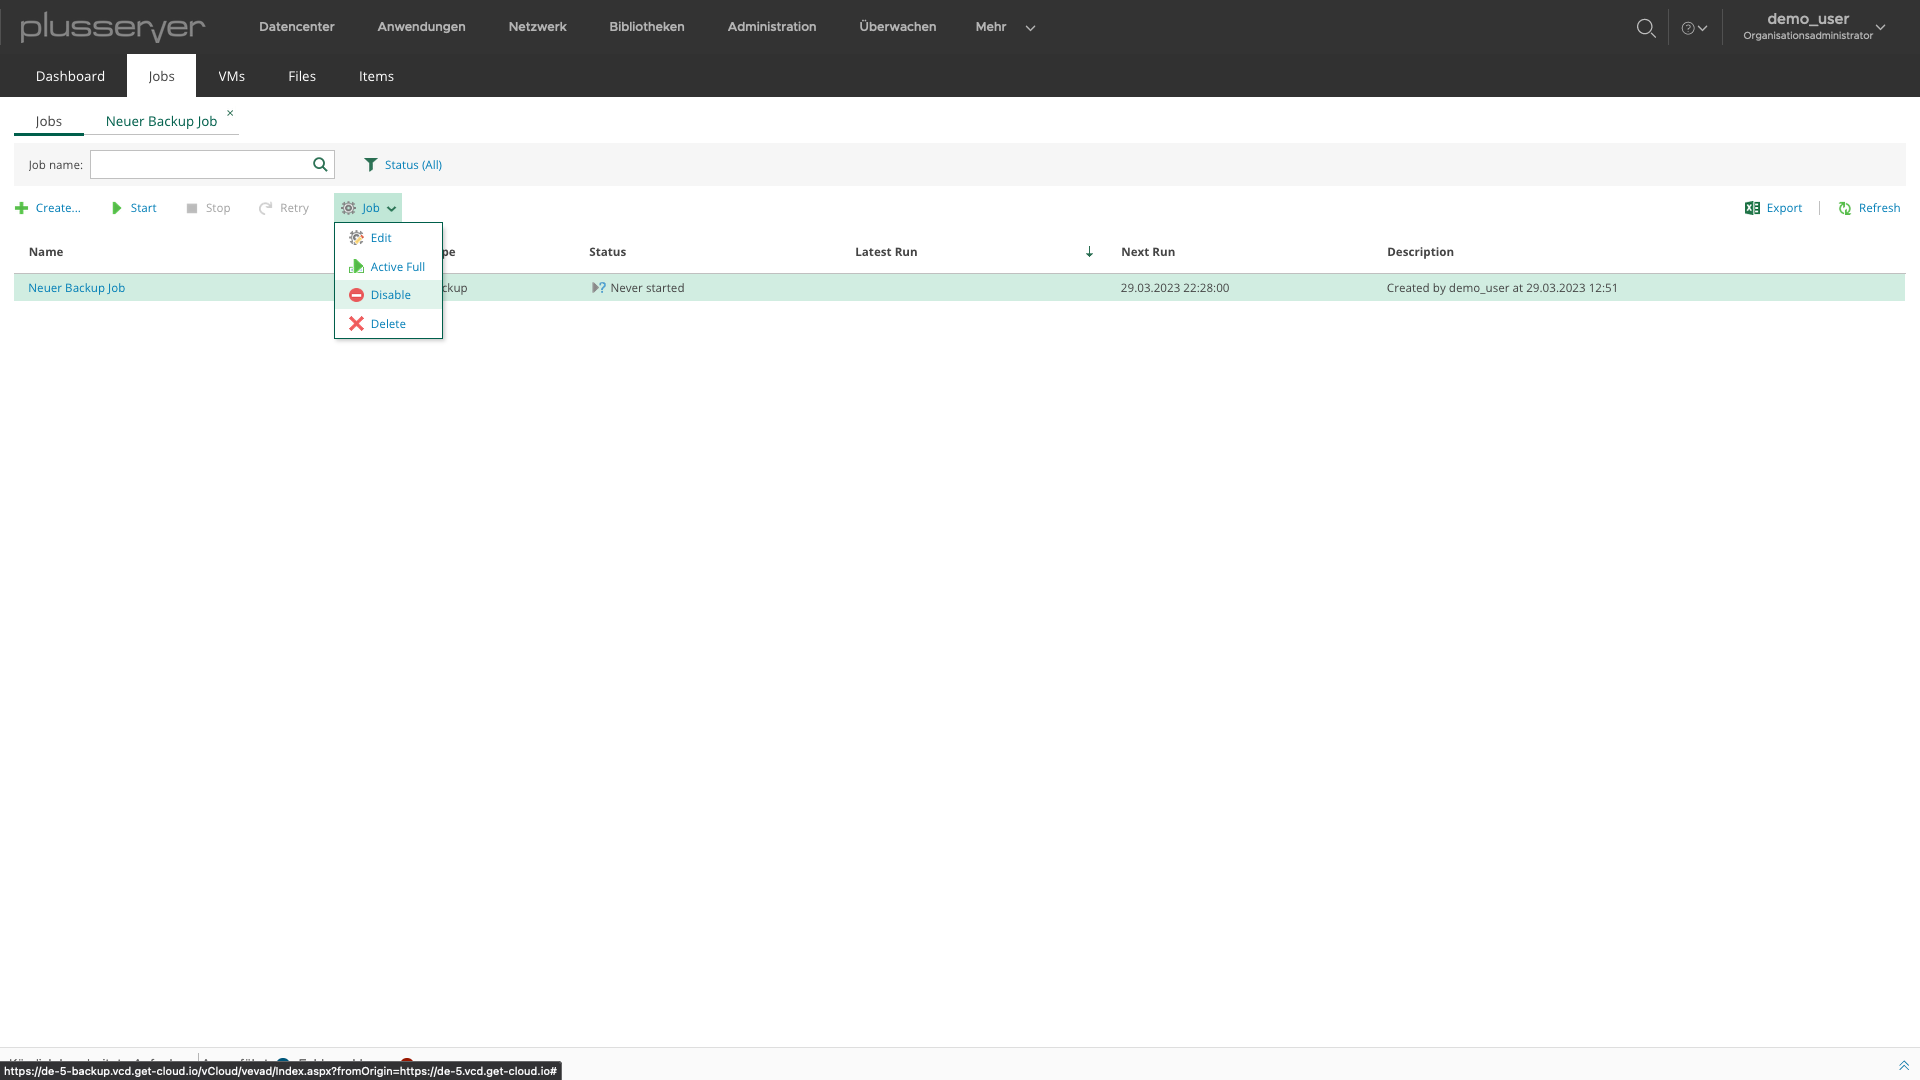 plusserver
Datencenter Anwendungen Netzwerk Bibliotheken Administration Überwachen Mehr
demo_user
Organisationsadministrator
Dashboard Jobs VMs Files Items
Jobs Neuer Backup Job ×
Job name: Status (All)
Create... Start Stop Retry Job Export Refresh
Edit
Active Full
Disable
Delete
Name pe Status Latest Run ↓ Next Run Description
Neuer Backup Job ckup Never started 29.03.2023 22:28:00 Created by demo_user at 29.03.2023 12:51
https://de-5-backup.vcd.get-cloud.io/vCloud/vevad/Index.aspx?fromOrigin=https://de-5.vcd.get-cloud.io#